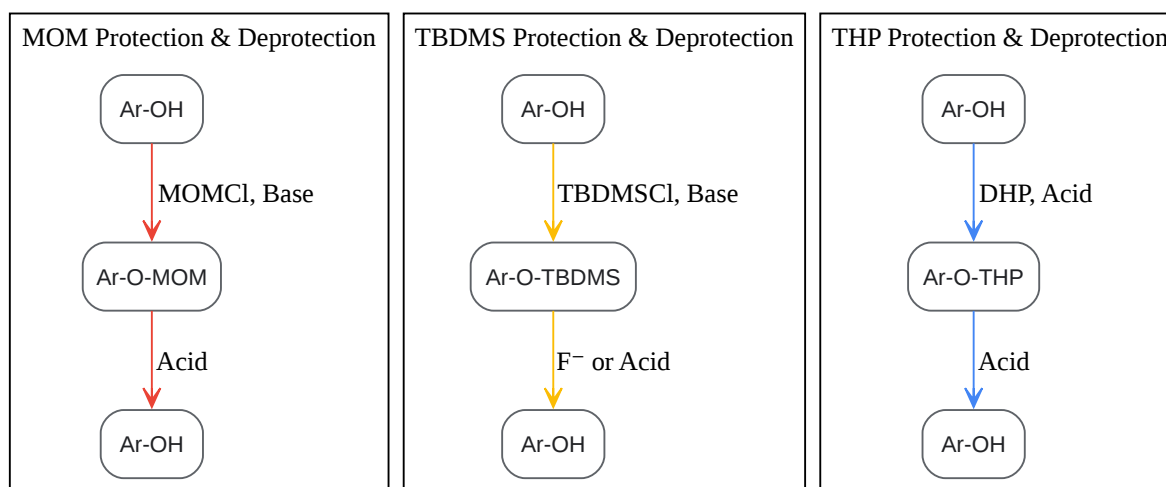 MOM Protection & Deprotection
Ar-OH
MOMCl, Base
Ar-O-MOM
Acid
Ar-OH
TBDMS Protection & Deprotection
Ar-OH
TBDMSCl, Base
Ar-O-TBDMS
F⁻ or Acid
Ar-OH
THP Protection & Deprotection
Ar-OH
DHP, Acid
Ar-O-THP
Acid
Ar-OH